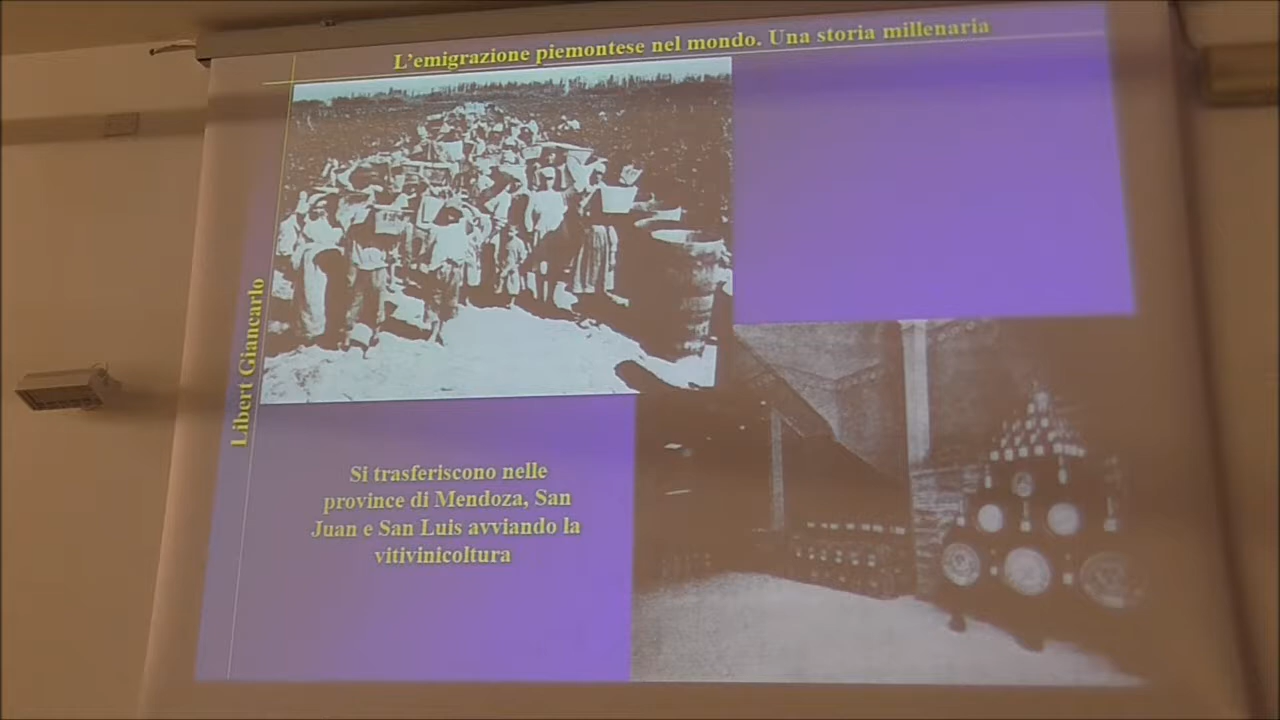 L'emigrazione piemontese nel mondo. Una storia millenaria
Libert Giancarlo
Si trasferiscono nelle
province di Mendoza, San
Juan e San Luis avviando la
vitivinicoltura